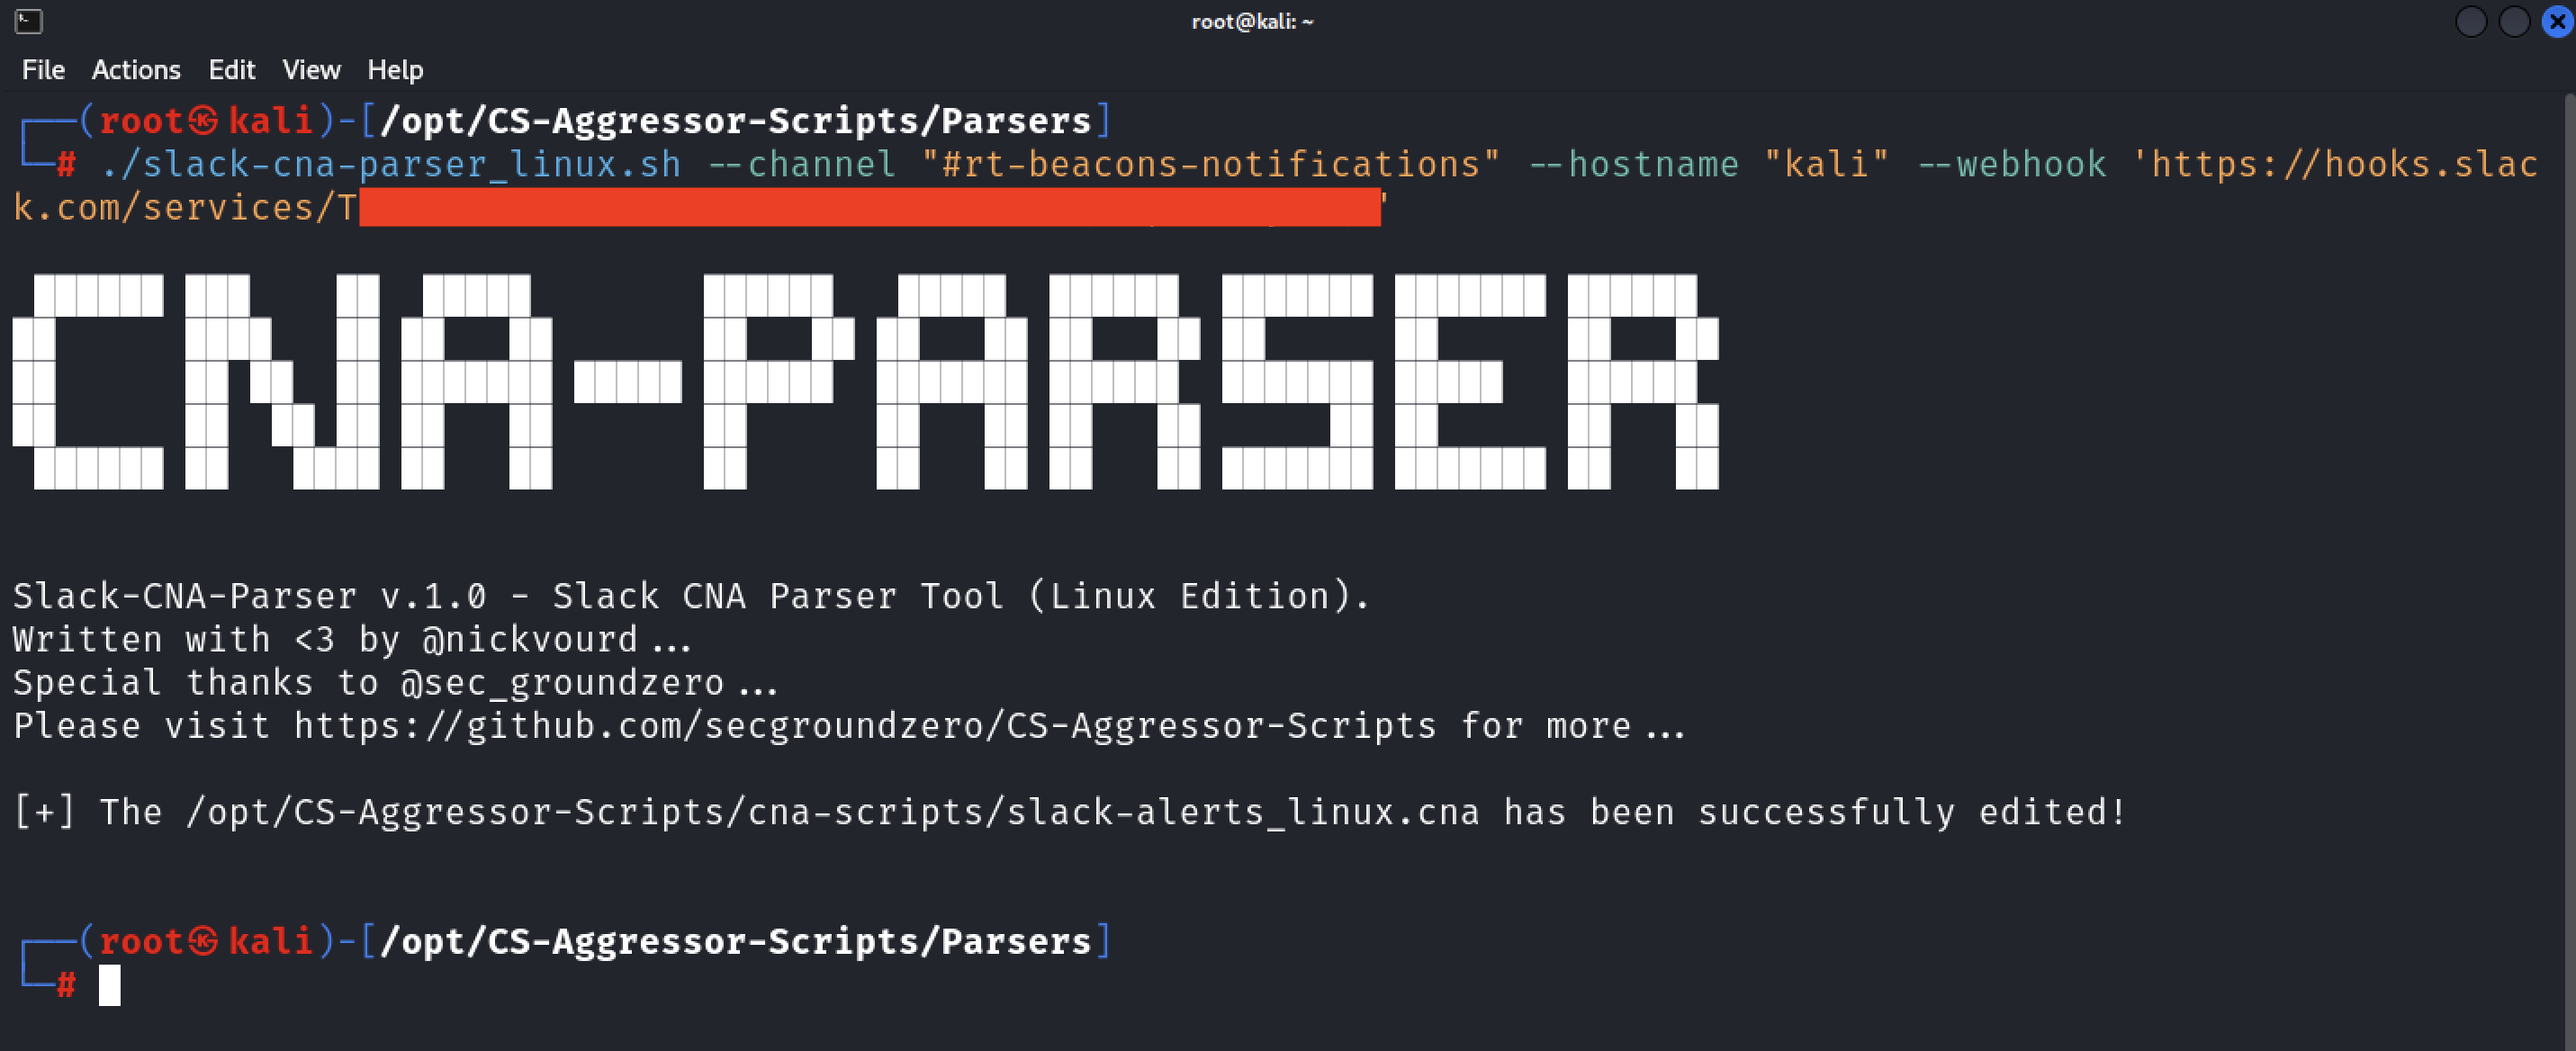 root@kali: ~
File Actions Edit View Help
┌──(root㉿kali)-[/opt/CS-Aggressor-Scripts/Parsers]
└─# ./slack-cna-parser_linux.sh --channel "#rt-beacons-notifications" --hostname "kali" --webhook 'https://hooks.slac
k.com/services/T'
CNA-PARSER
Slack-CNA-Parser v.1.0 - Slack CNA Parser Tool (Linux Edition).
Written with <3 by @nickvourd...
Special thanks to @sec_groundzero...
Please visit https://github.com/secgroundzero/CS-Aggressor-Scripts for more...
[+] The /opt/CS-Aggressor-Scripts/cna-scripts/slack-alerts_linux.cna has been successfully edited!
┌──(root㉿kali)-[/opt/CS-Aggressor-Scripts/Parsers]
└─#